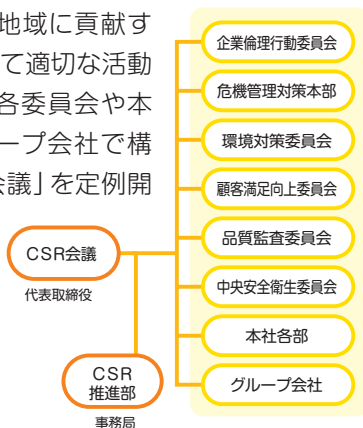 地域に貢献す
て適切な活動
各委員会や本
ープ会社で構
会議」を定例開
CSR会議
代表取締役
CSR
推進部
事務局
企業倫理行動委員会
危機管理対策本部
環境対策委員会
顧客満足向上委員会
品質監査委員会
中央安全衛生委員会
本社各部
グループ会社